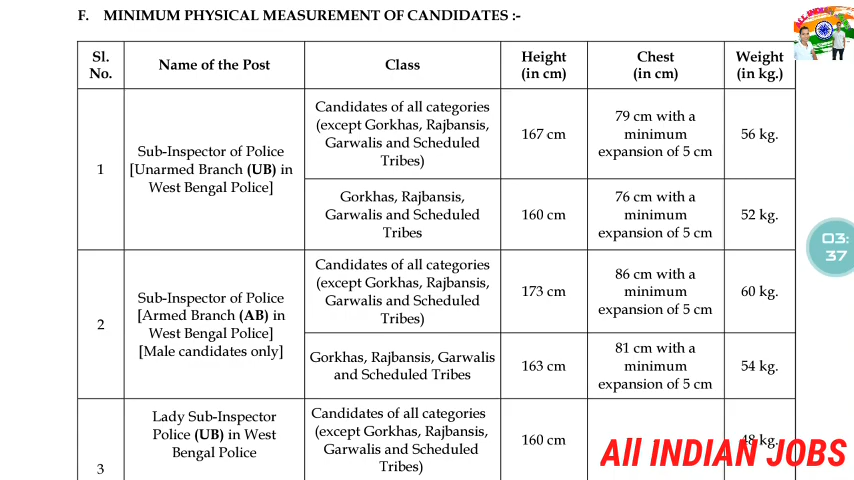 F. MINIMUM PHYSICAL MEASUREMENT OF CANDIDATES :-
Sl. No.
Name of the Post
Class
Height (in cm)
Chest (in cm)
Weight (in kg.)
1
Sub-Inspector of Police
[Unarmed Branch (UB) in
West Bengal Police]
Candidates of all categories
(except Gorkhas, Rajbansis,
Garwalis and Scheduled
Tribes)
167 cm
79 cm with a
minimum
expansion of 5 cm
56 kg.
Gorkhas, Rajbansis,
Garwalis and Scheduled
Tribes
160 cm
76 cm with a
minimum
expansion of 5 cm
52 kg.
2
Sub-Inspector of Police
[Armed Branch (AB) in
West Bengal Police]
[Male candidates only]
Candidates of all categories
(except Gorkhas, Rajbansis,
Garwalis and Scheduled
Tribes)
173 cm
86 cm with a
minimum
expansion of 5 cm
60 kg.
Gorkhas, Rajbansis, Garwalis
and Scheduled Tribes
163 cm
81 cm with a
minimum
expansion of 5 cm
54 kg.
3
Lady Sub-Inspector
Police (UB) in West
Bengal Police
Candidates of all categories
(except Gorkhas, Rajbansis,
Garwalis and Scheduled
Tribes)
160 cm
48 kg.
03:
37
All INDIAN JOBS